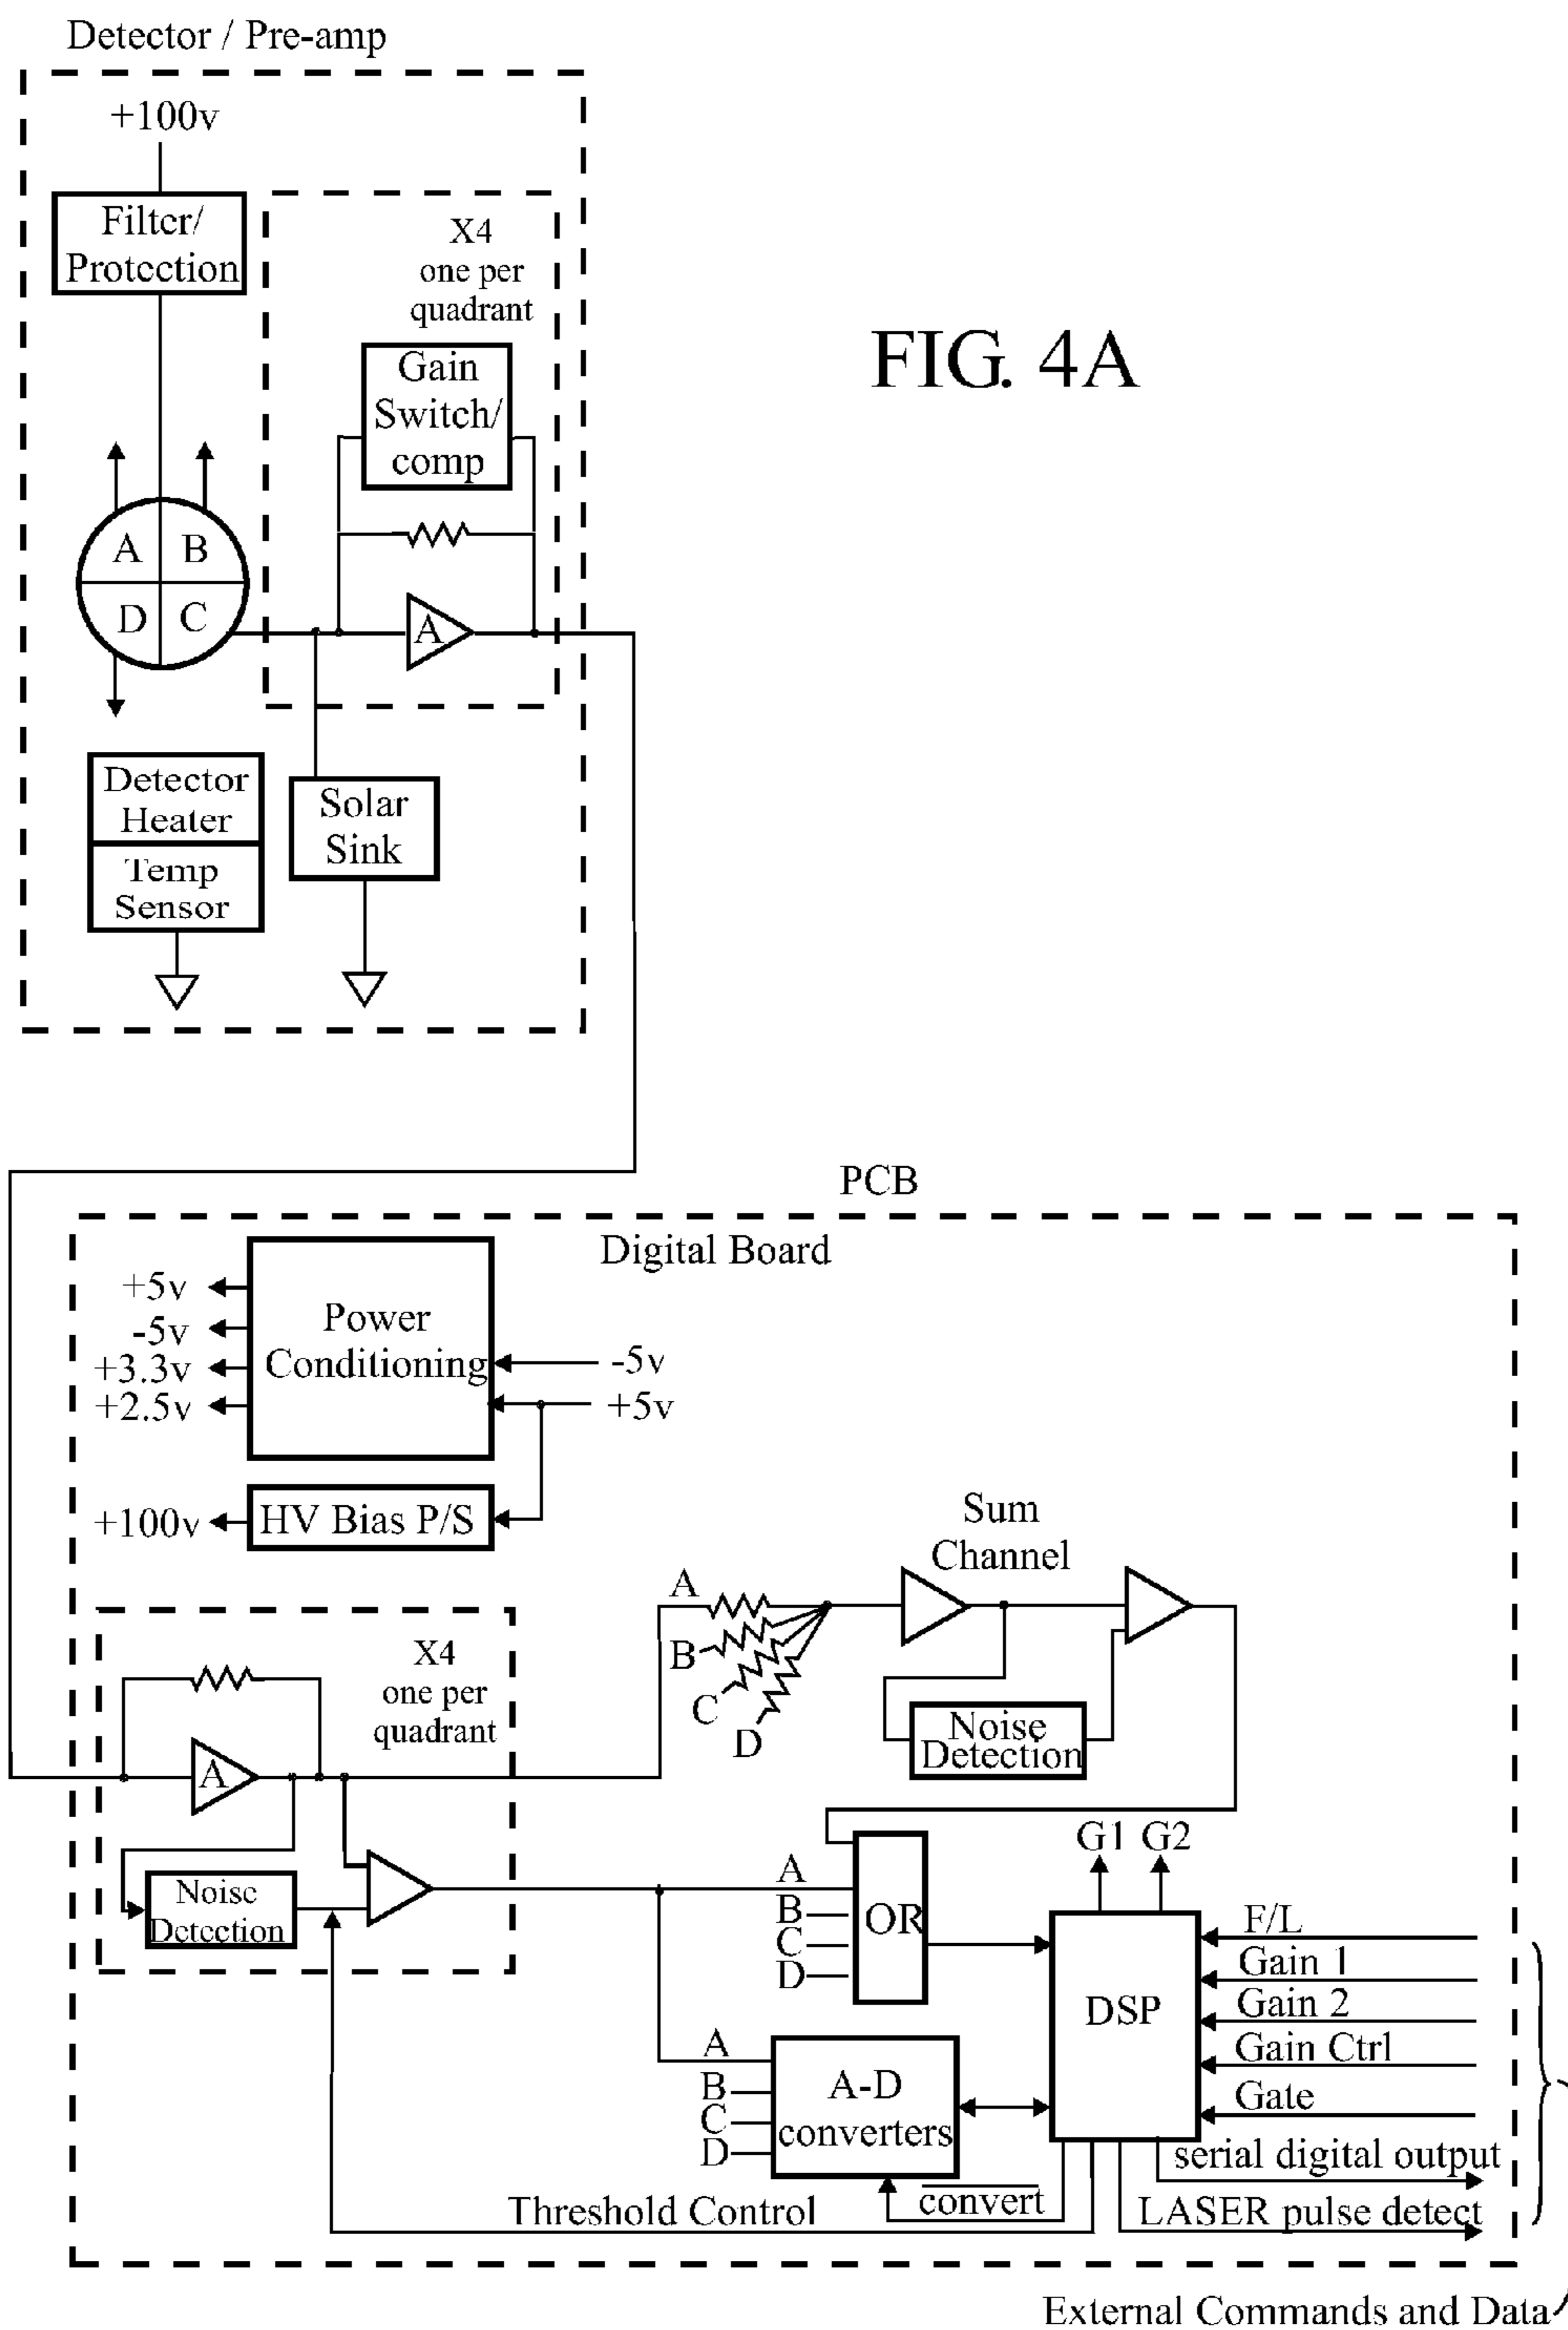 Detector / Pre-amp
+100v
Filter/
Protection
X4
one per
quadrant
Gain
Switch/
comp
FIG. 4A
A
B
D
C
A
Detector
Heater
Temp
Sensor
Solar
Sink
PCB
Digital Board
+5v
-5v
+3.3v
+2.5v
Power
Conditioning
-5v
+5v
+100v
HV Bias P/S
Sum
Channel
A
B
C
D
Noise
Detection
X4
one per
quadrant
A
Noise
Detection
A
B
C
D
OR
G1
G2
DSP
F/L
Gain 1
Gain 2
Gain Ctrl
Gate
A
B
C
D
A-D
converters
serial digital output
convert
Threshold Control
LASER pulse detect
External Commands and Data